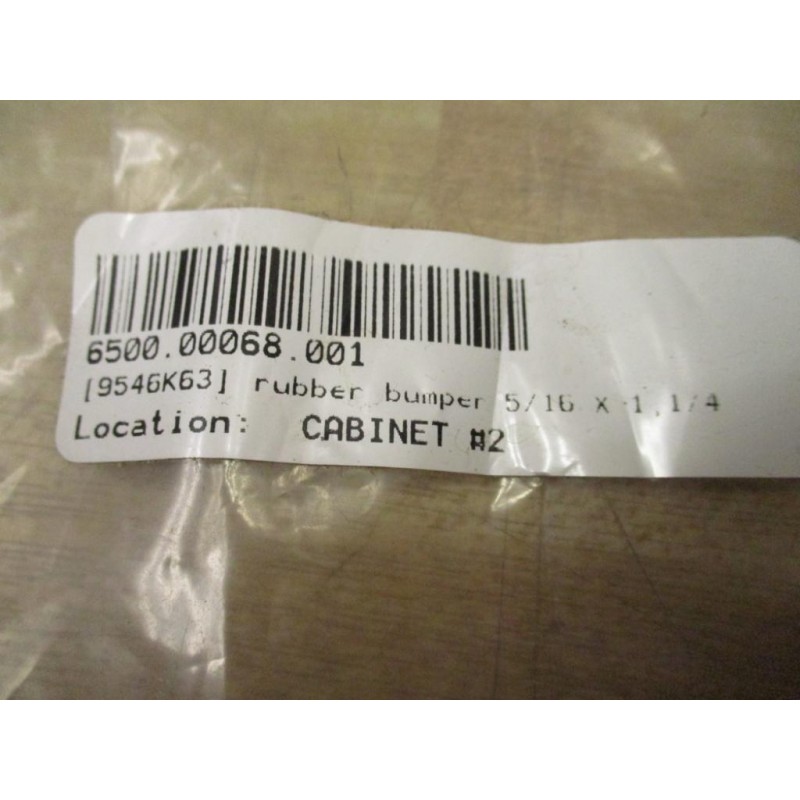 6500.00068.001
[9546K63] rubber bumper 5/16 X 1 1/4
Location: CABINET #2